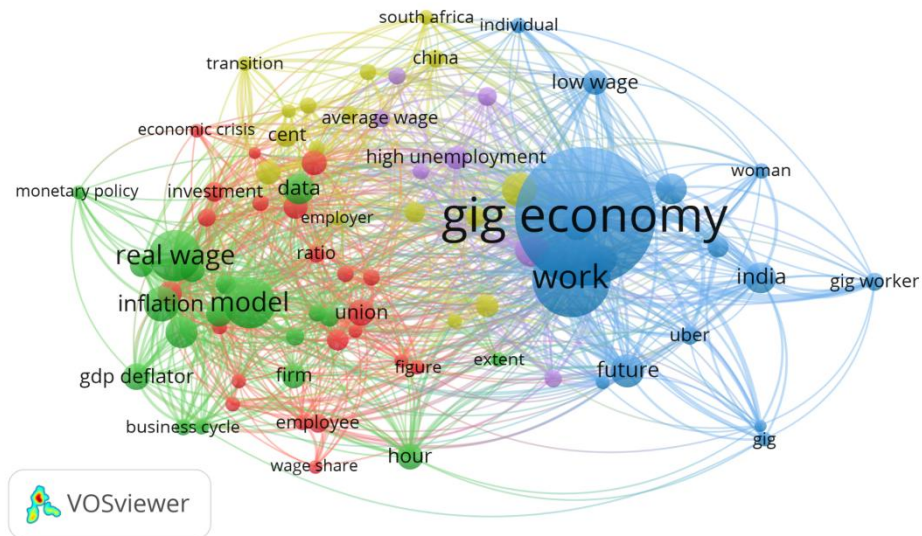 south africa
individual
transition
china
low wage
economic crisis
cent
average wage
high unemployment
monetary policy
investment
data
employer
woman
gig economy
real wage
ratio
work
india
gig worker
inflation
model
union
uber
gdp deflator
firm
figure
extent
future
business cycle
employee
gig
wage share
hour
VOSviewer